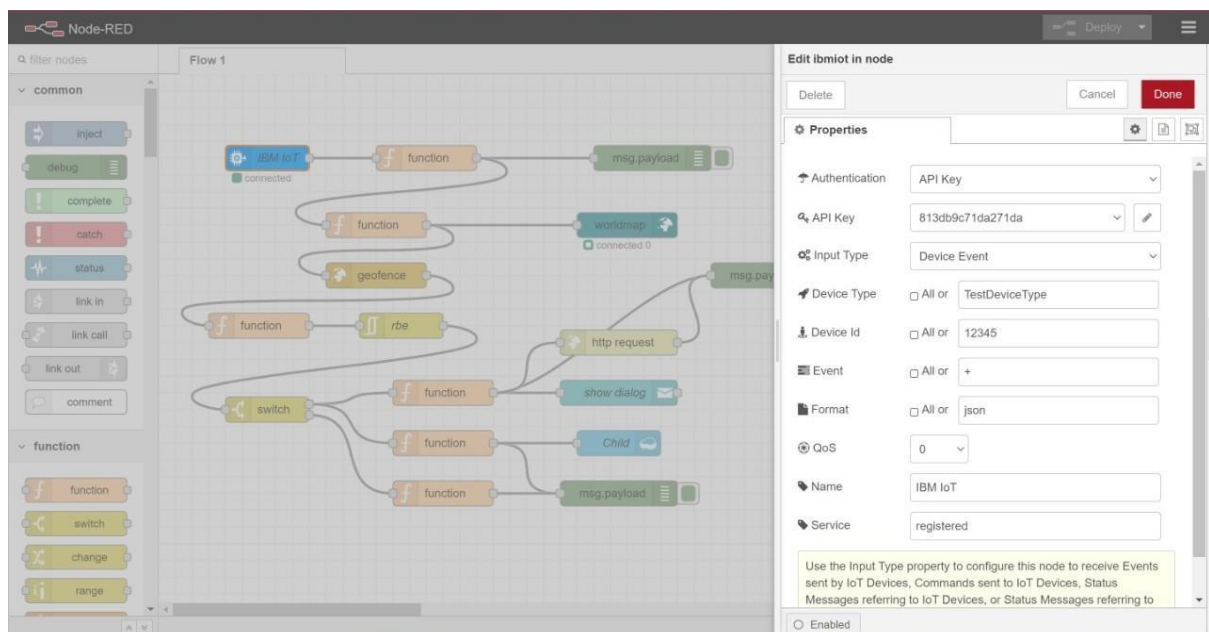 Node-RED
Deploy
filter nodes
Flow 1
Edit ibmiot in node
common
Delete
Cancel
Done
inject
Properties
debug
IBM IoT
function
msg.payload
connected
Authentication
API Key
complete
API Key
813db9c71da271da
catch
function
worldmap
connected 0
Input Type
Device Event
status
geofence
msg.pay
Device Type
All or
TestDeviceType
link in
function
rbe
http request
Device Id
All or
12345
link call
link out
Event
All or
+
function
show dialog
comment
switch
Format
All or
json
function
function
Child
QoS
0
function
function
msg.payload
Name
IBM IoT
switch
Service
registered
change
Use the Input Type property to configure this node to receive Events
sent by IoT Devices, Commands sent to IoT Devices, Status
range
Messages referring to IoT Devices, or Status Messages referring to
Enabled